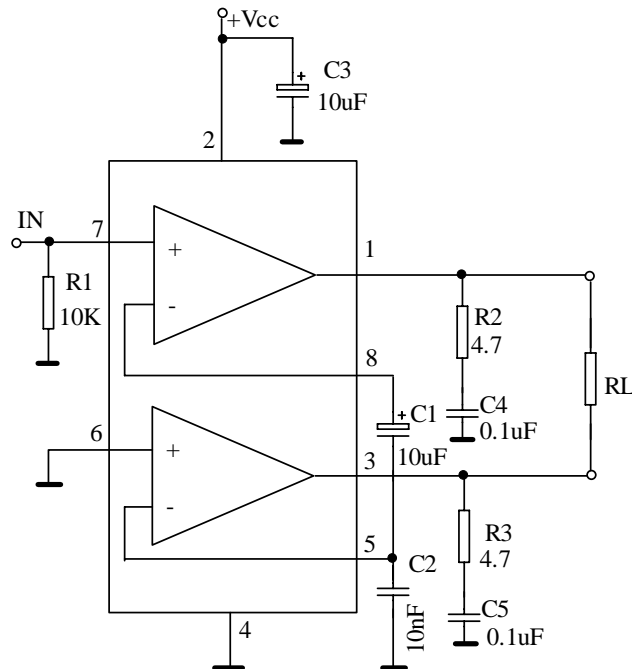 +Vcc
C3
10uF
2
IN
7
+
1
R1
10K
-
R2
4.7
8
RL
C1
C4
0.1uF
6
+
10uF
3
-
R3
4.7
5
C2
10nF
C5
0.1uF
4